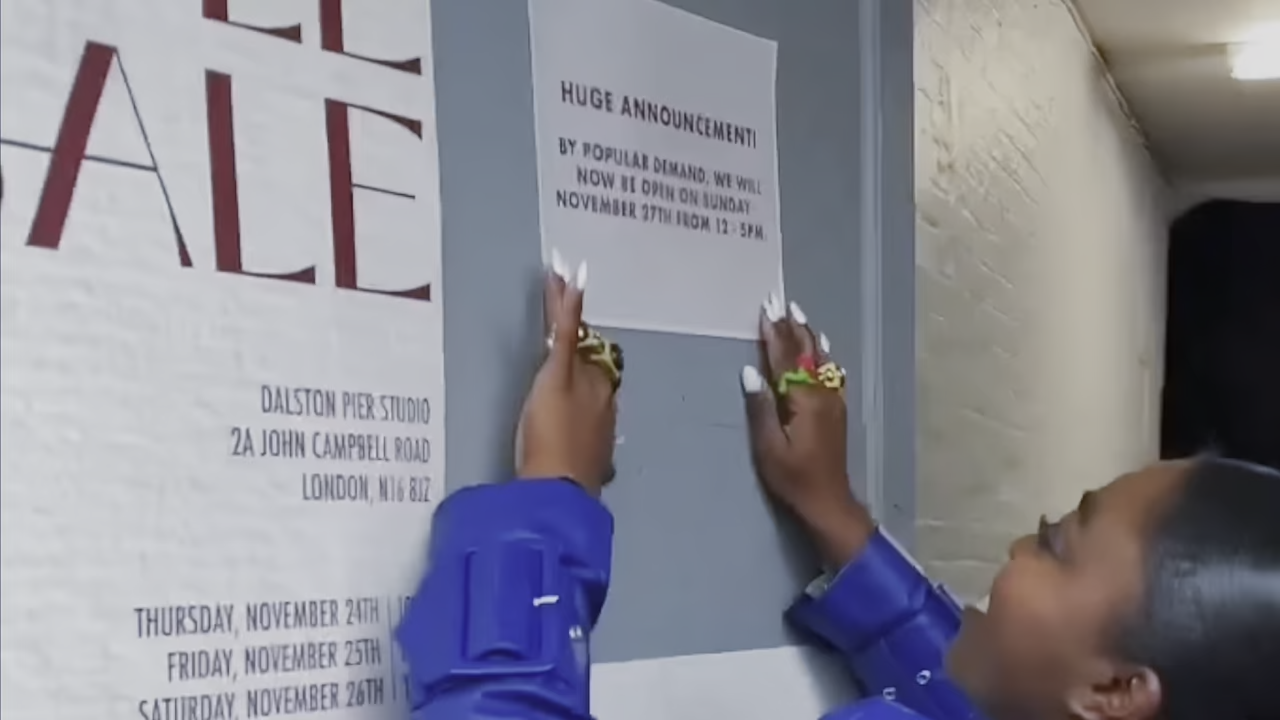 LE
ALE
DALSTON PIER STUDIO
2A JOHN CAMPBELL ROAD
LONDON, N16 8JZ
THURSDAY, NOVEMBER 24TH |
FRIDAY, NOVEMBER 25TH
SATURDAY, NOVEMBER 26TH |
HUGE ANNOUNCEMENT!
BY POPULAR DEMAND, WE WILL
NOW BE OPEN ON SUNDAY
NOVEMBER 27TH FROM 12 - 5PM.